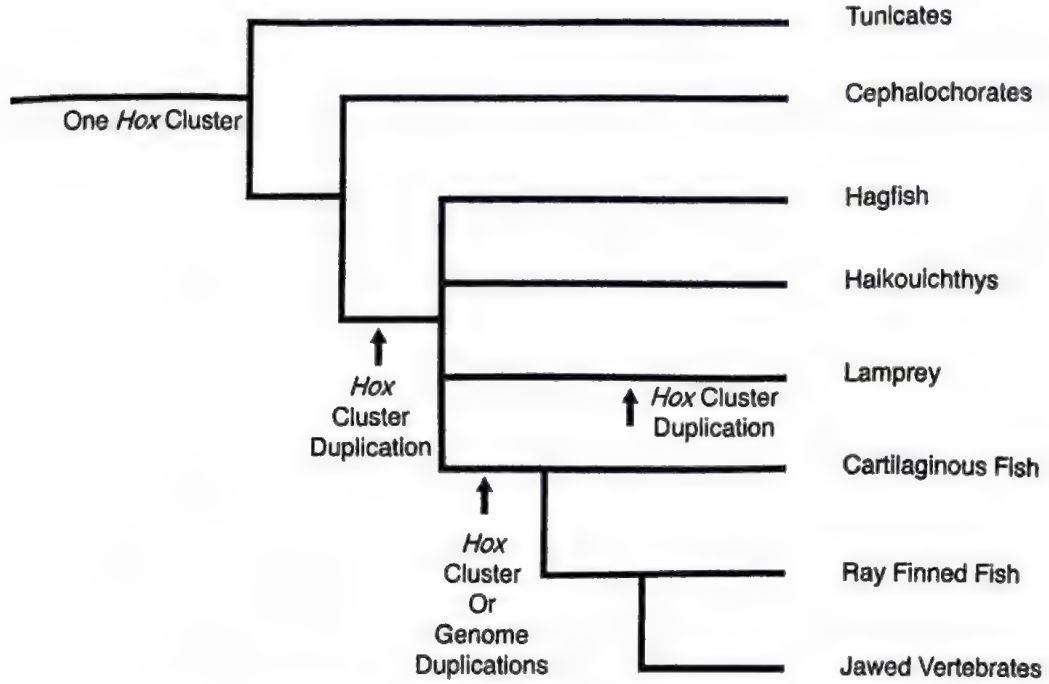 Tunicates
Cephalochorates
One Hox Cluster
Hagfish
Haikouichthys
Lamprey
Hox
Cluster
Duplication
Hox Cluster
Duplication
Cartilaginous Fish
Hox
Cluster
Or
Genome
Duplications
Ray Finned Fish
Jawed Vertebrates